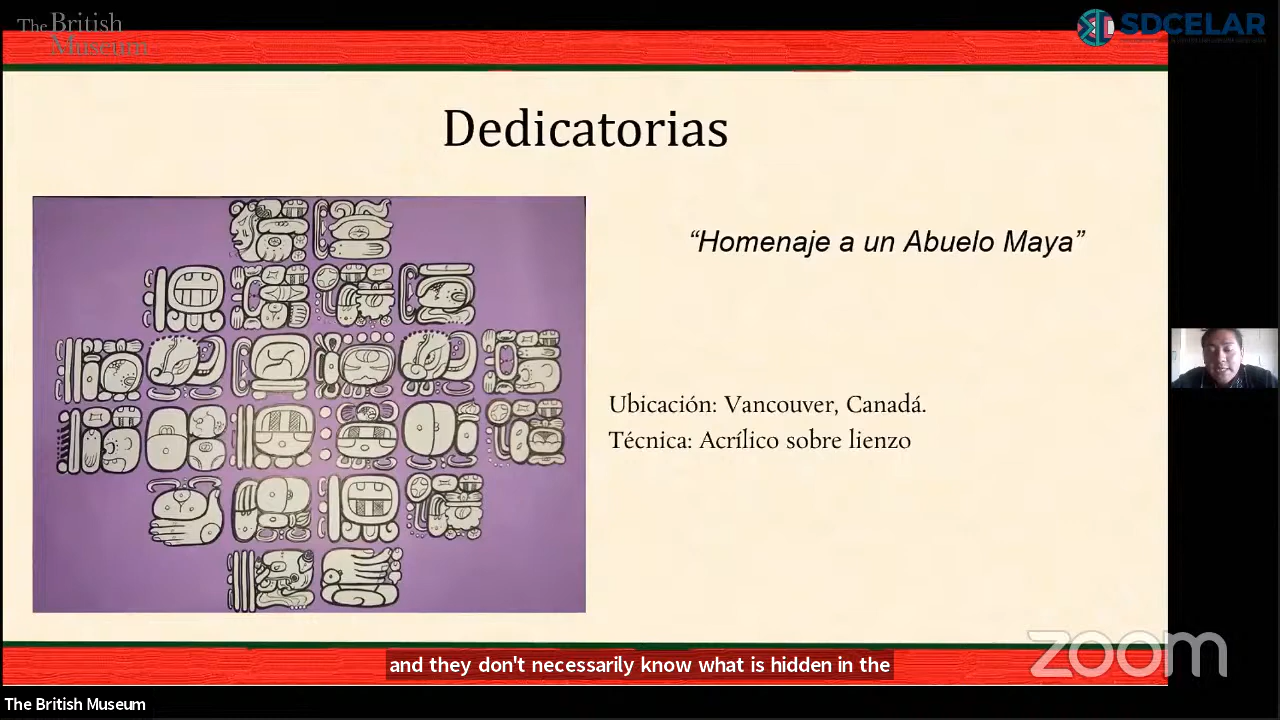 The British
Museum
SDCELAR
Dedicatorias
“Homenaje a un Abuelo Maya”
Ubicación: Vancouver, Canadá.
Técnica: Acrílico sobre lienzo
zoom
and they don't necessarily know what is hidden in the
The British Museum